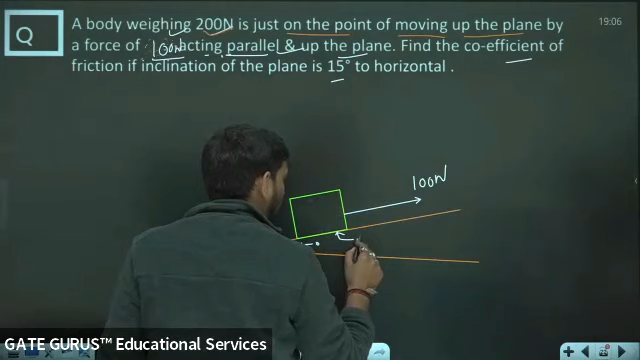 Q
A body weighing 200N is just on the point of moving up the plane by
a force of 100N acting parallel & up the plane. Find the co-efficient of
friction if inclination of the plane is 15° to horizontal .
19:06
100N
GATE GURUS™ Educational Services